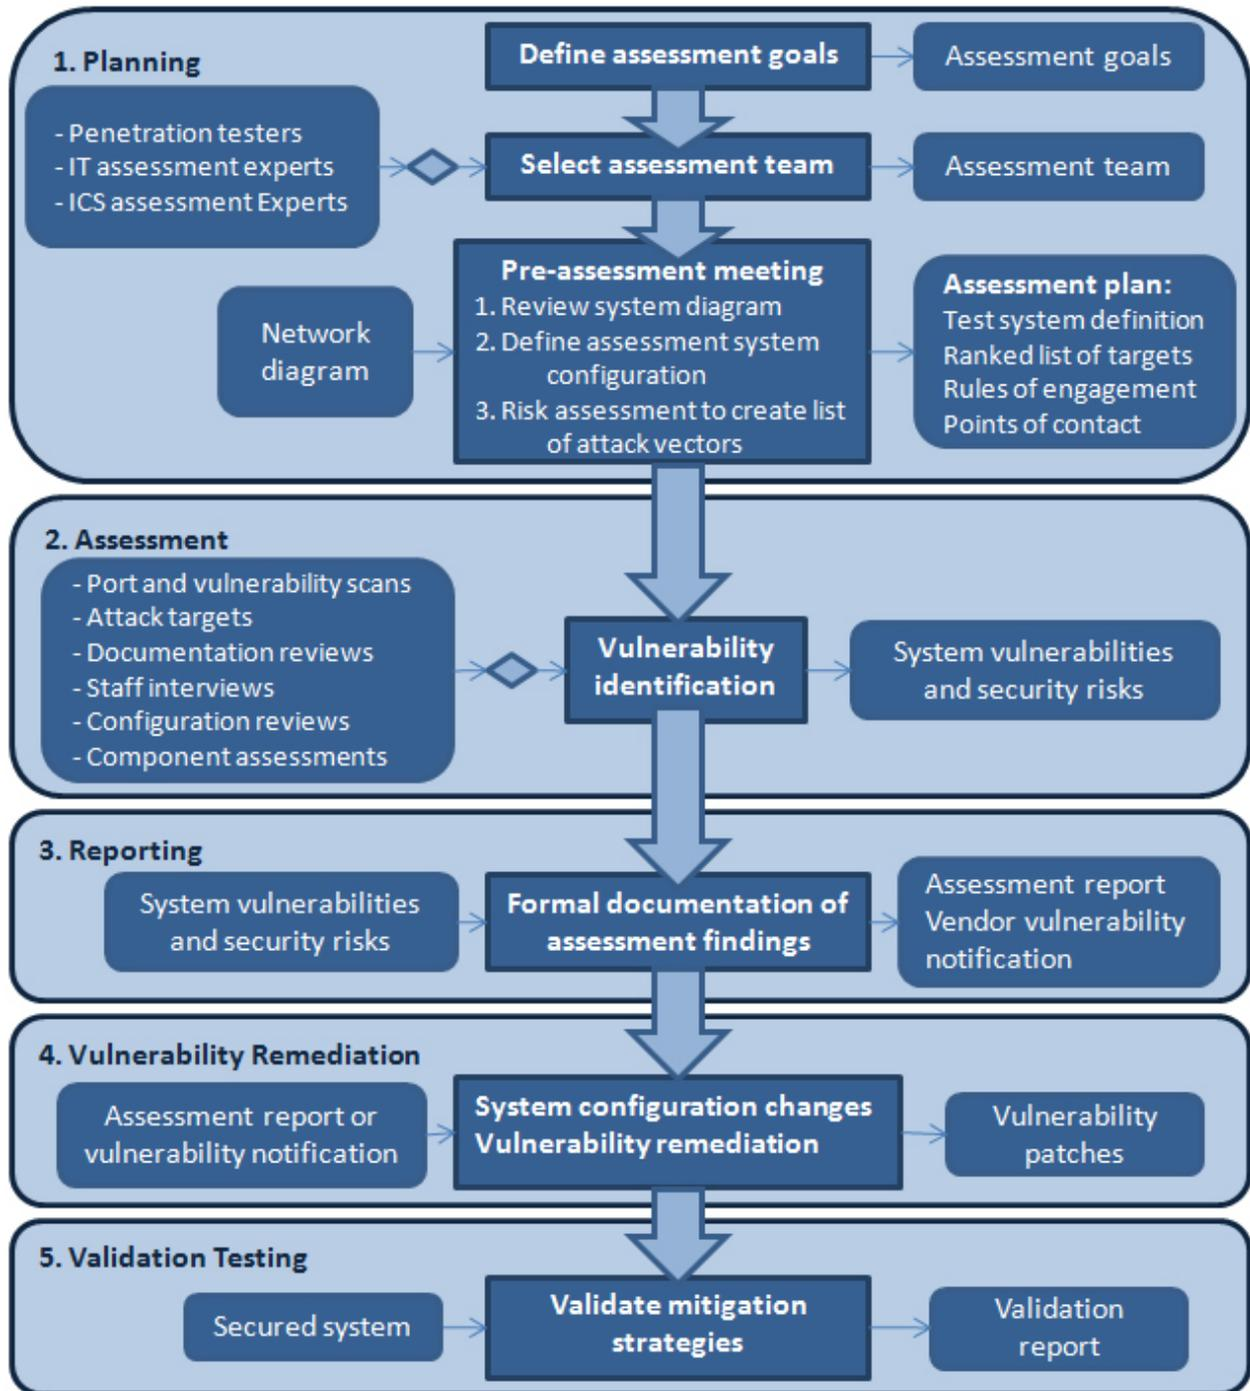 1. Planning
Define assessment goals
Assessment goals
- Penetration testers
- IT assessment experts
- ICS assessment Experts
Select assessment team
Assessment team
Network
diagram
Pre-assessment meeting
1. Review system diagram
2. Define assessment system
configuration
3. Risk assessment to create list
of attack vectors
Assessment plan:
Test system definition
Ranked list of targets
Rules of engagement
Points of contact
2. Assessment
- Port and vulnerability scans
- Attack targets
- Documentation reviews
- Staff interviews
- Configuration reviews
- Component assessments
Vulnerability
identification
System vulnerabilities
and security risks
3. Reporting
System vulnerabilities
and security risks
Formal documentation of
assessment findings
Assessment report
Vendor vulnerability
notification
4. Vulnerability Remediation
Assessment report or
vulnerability notification
System configuration changes
Vulnerability remediation
Vulnerability
patches
5. Validation Testing
Secured system
Validate mitigation
strategies
Validation
report